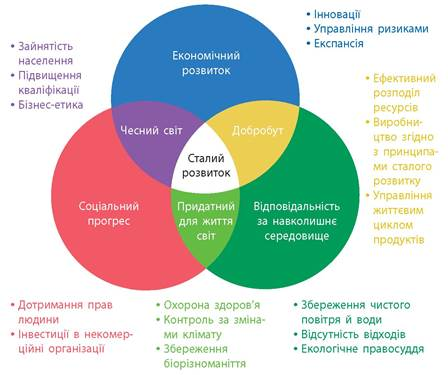 • Інновації
• Управління ризиками
• Експансія
• Зайнятість
населення
• Підвищення
кваліфікації
• Бізнес-етика
Економічний
розвиток
• Ефективний
розподіл
ресурсів
• Вироб-
ництво згідно
з принципа-
ми сталого
розвитку
• Управління
життєвим
циклом
продуктів
Чесний світ
Добробут
Сталий
розвиток
Соціальний
прогрес
Придатний
для життя
світ
Відповідальність
за навколишнє
середовище
• Дотримання прав
людини
• Інвестиції в некомер-
ційні організації
• Охорона здоров'я
• Контроль за зміна-
ми клімату
• Збереження
біорізноманіття
• Збереження чистого
повітря й води
• Відсутність відходів
• Екологічне правосуддя